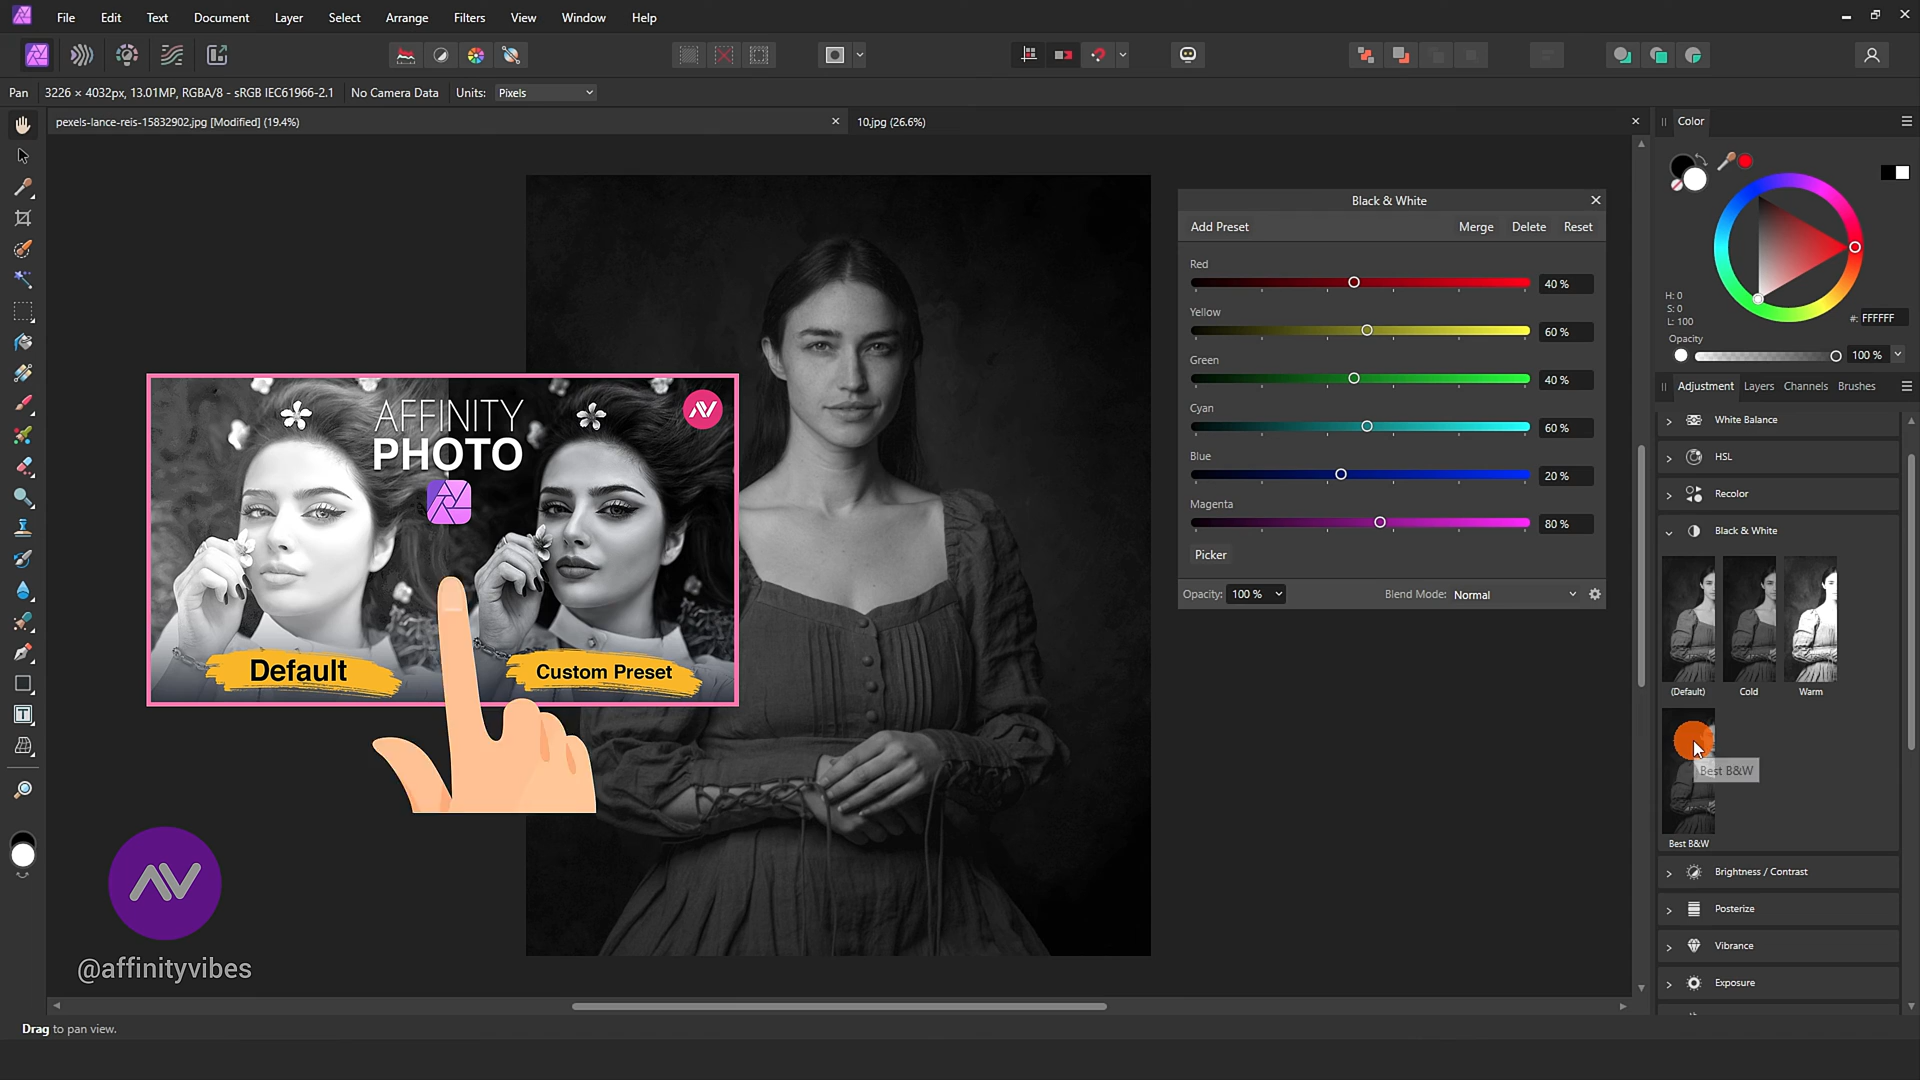 File Edit Text Document Layer Select Arrange Filters View Window Help
Pan 3226 × 4032px, 13.01MP, RGBA/8 - sRGB IEC61966-2.1 No Camera Data Units: Pixels
pexels-lance-reis-15832902.jpg [Modified] (19.4%) 10.jpg (26.6%)
Color
H: 0
S: 0
L: 100
#: FFFFFF
Opacity
100 %
Black & White
Add Preset Merge Delete Reset
Red
40 %
Yellow
60 %
Green
40 %
Cyan
60 %
Blue
20 %
Magenta
80 %
Picker
Opacity: 100 % Blend Mode: Normal
AFFINITY
PHOTO
Default
Custom Preset
Adjustment Layers Channels Brushes
White Balance
HSL
Recolor
Black & White
(Default) Cold Warm
Best B&W
Best B&W
Brightness / Contrast
Posterize
Vibrance
Exposure
@affinityvibes
Drag to pan view.